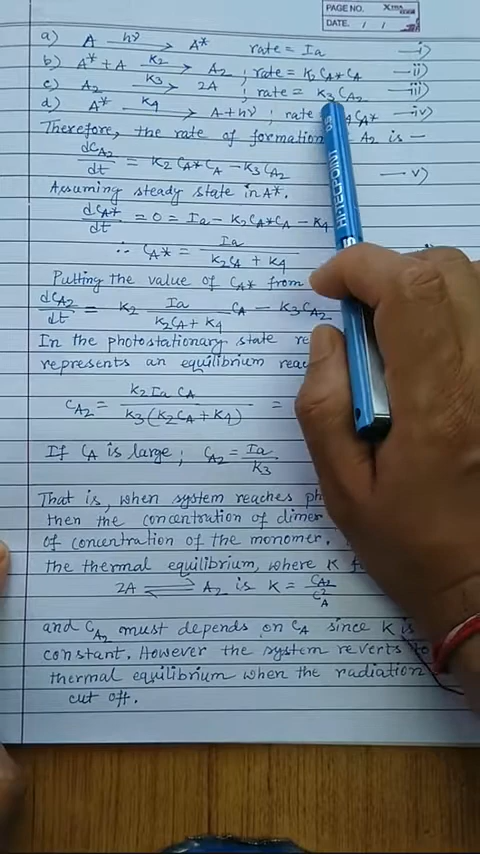 PAGE NO.
DATE. / /
a) A hν → A* rate = Ia —i)
b) A* + A K2 → A2 ; rate = K2 CA* CA —ii)
c) A2 K3 → 2A ; rate = K3 CA2 —iii)
d) A* K4 → A + hν ; rate CA* —iv)
Therefore, the rate of formation A2 is —
dCA2/dt = K2 CA* CA − K3 CA2 —v)
Assuming steady state in A*.
dCA*/dt = 0 = Ia − K2 CA* CA − K4
∴ CA* = Ia / K2 CA + K4
Putting the value of CA* from
dCA2/dt = K2 Ia / K2 CA + K4 CA − K3 CA2
In the photostationary state
represents an equilibrium
CA2 = K2 Ia CA / K3 (K2 CA + K4) =
If CA is large ; CA2 = Ia / K3
That is, when system reaches
then the concentration of dimer
of concentration of the monomer.
the thermal equilibrium, where K
2A ⇌ A2 is K = CA2 / C²A
and CA2 must depends on CA since K is
constant. However the system reverts to
thermal equilibrium when the radiation
cut off.